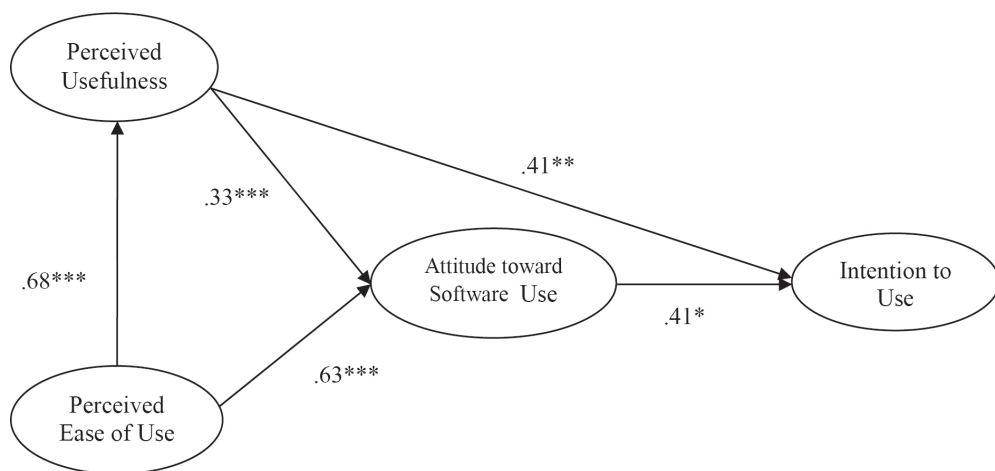 Perceived
Usefulness
.41**
.33***
Attitude toward
Software Use
Intention to
Use
.68***
.41*
.63***
Perceived
Ease of Use